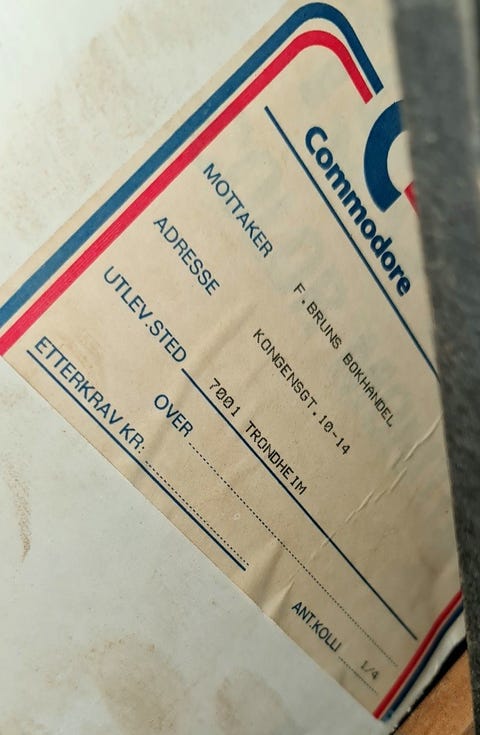 Commodore
MOTTAKER F.BRUNS BOKHANDEL
ADRESSE KONGENSGT.10-14
UTLEV.STED 7001 TRONDHEIM
OVER
ETTERKRAV KR.
ANT.KOLLI 1/4